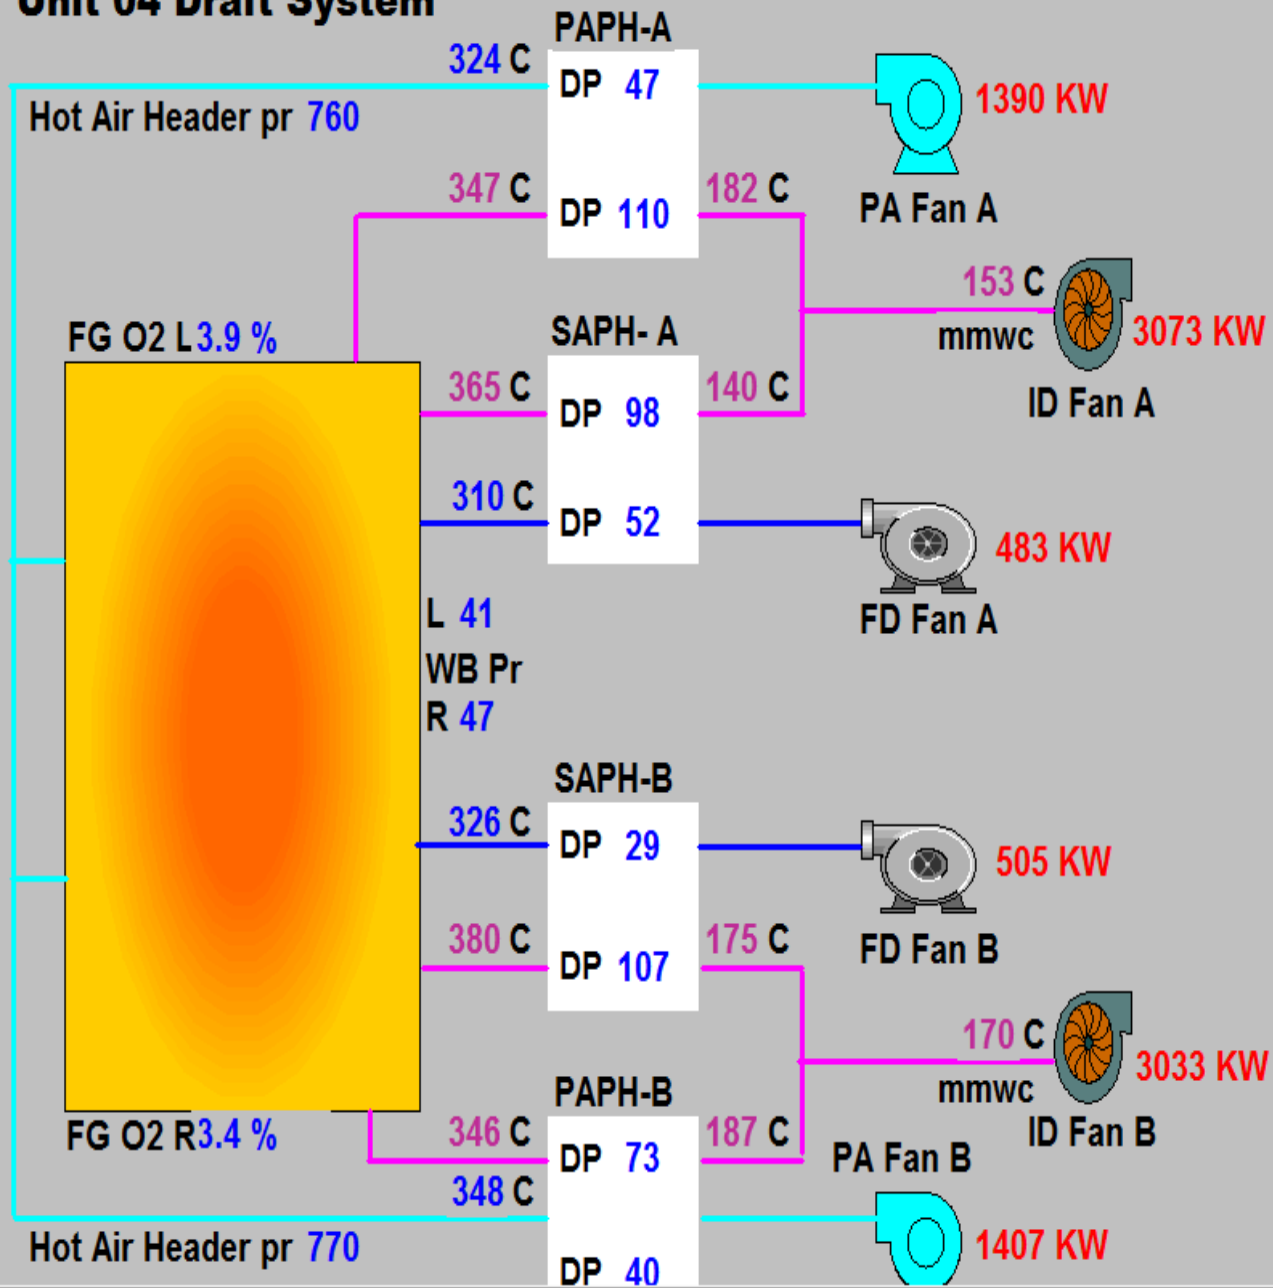 Unit 04 Draft System
PAPH-A
324 C
DP 47
1390 KW
Hot Air Header pr 760
347 C
DP 110
182 C
PA Fan A
153 C
mmwc
3073 KW
ID Fan A
FG O2 L 3.9 %
SAPH- A
365 C
DP 98
140 C
310 C
DP 52
483 KW
FD Fan A
L 41
WB Pr
R 47
SAPH-B
326 C
DP 29
505 KW
FD Fan B
380 C
DP 107
175 C
170 C
mmwc
3033 KW
ID Fan B
PAPH-B
FG O2 R 3.4 %
346 C
DP 73
187 C
PA Fan B
348 C
Hot Air Header pr 770
DP 40
1407 KW